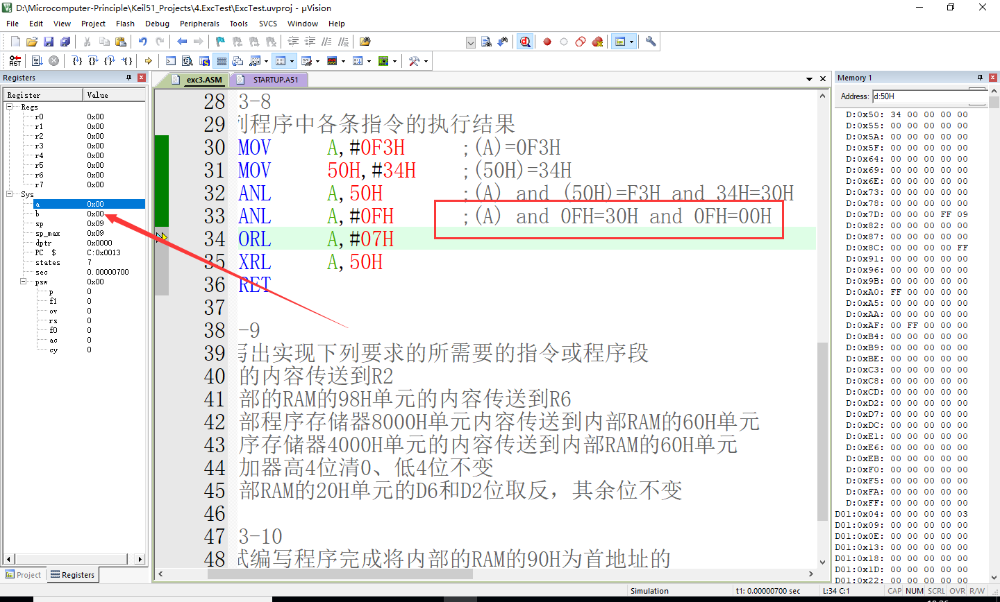 D:\Microcomputer-Principle\Keil51_Projects\4.ExcTest\ExcTest.uvproj - µVision
File Edit View Project Flash Debug Peripherals Tools SVCS Window Help
Registers
Register Value
Regs
r0 0x00
r1 0x00
r2 0x00
r3 0x00
r4 0x00
r5 0x00
r6 0x00
r7 0x00
Sys
a 0x00
b 0x00
sp 0x09
sp_max 0x09
dptr 0x0000
PC $ C:0x0013
states 7
sec 0.00000700
psw 0x00
p 0
f1 0
ov 0
rs 0
f0 0
ac 0
cy 0
Project Registers
exc3.ASM STARTUP.A51
28 3-8
29 列程序中各条指令的执行结果
30 MOV A,#0F3H ;(A)=0F3H
31 MOV 50H,#34H ;(50H)=34H
32 ANL A,50H ;(A) and (50H)=F3H and 34H=30H
33 ANL A,#0FH ;(A) and 0FH=30H and 0FH=00H
34 ORL A,#07H
35 XRL A,50H
36 RET
37
38 -9
39 写出实现下列要求的所需要的指令或程序段
40 的内容传送到R2
41 部的RAM的98H单元的内容传送到R6
42 部程序存储器8000H单元内容传送到内部RAM的60H单元
43 序存储器4000H单元的内容传送到内部RAM的60H单元
44 加器高4位清0、低4位不变
45 部RAM的20H单元的D6和D2位取反，其余位不变
46
47 3-10
48 试编写程序完成将内部的RAM的90H为首地址的
Memory 1
Address: d:50H
D:0x50: 34 00 00 00 00
D:0x55: 00 00 00 00 00
D:0x5A: 00 00 00 00 00
D:0x5F: 00 00 00 00 00
D:0x64: 00 00 00 00 00
D:0x69: 00 00 00 00 00
D:0x6E: 00 00 00 00 00
D:0x73: 00 00 00 00 00
D:0x78: 00 00 00 00 00
D:0x7D: 00 00 00 FF 09
D:0x82: 00 00 00 00 00
D:0x87: 00 00 00 00 00
D:0x8C: 00 00 00 00 FF
D:0x91: 00 00 00 00 00
D:0x96: 00 00 00 00 00
D:0x9B: 00 00 00 00 00
D:0xA0: FF 00 00 00 00
D:0xA5: 00 00 00 00 00
D:0xAA: 00 00 00 00 00
D:0xAF: 00 FF 00 00 00
D:0xB4: 00 00 00 00 00
D:0xB9: 00 00 00 00 00
D:0xBE: 00 00 00 00 00
D:0xC3: 00 00 00 00 00
D:0xC8: 00 00 00 00 00
D:0xCD: 00 00 00 00 00
D:0xD2: 00 00 00 00 00
D:0xD7: 00 00 00 00 00
D:0xDC: 00 00 00 00 00
D:0xE1: 00 00 00 00 00
D:0xE6: 00 00 00 00 00
D:0xEB: 00 00 00 00 00
D:0xF0: 00 00 00 00 00
D:0xF5: 00 00 00 00 00
D:0xFA: 00 00 00 00 00
D:0xFF: 00 00 00 00 00
D01:0x04: 00 00 00 00 03
D01:0x09: 00 00 00 00 00
D01:0x0E: 00 00 00 00 00
D01:0x13: 00 00 00 00 00
D01:0x18: 00 00 00 00 00
D01:0x1D: 00 00 00 00 00
D01:0x22: 00 00 00 00 00
Simulation t1: 0.00000700 sec L:34 C:1 CAP NUM SCRL OVR R/W